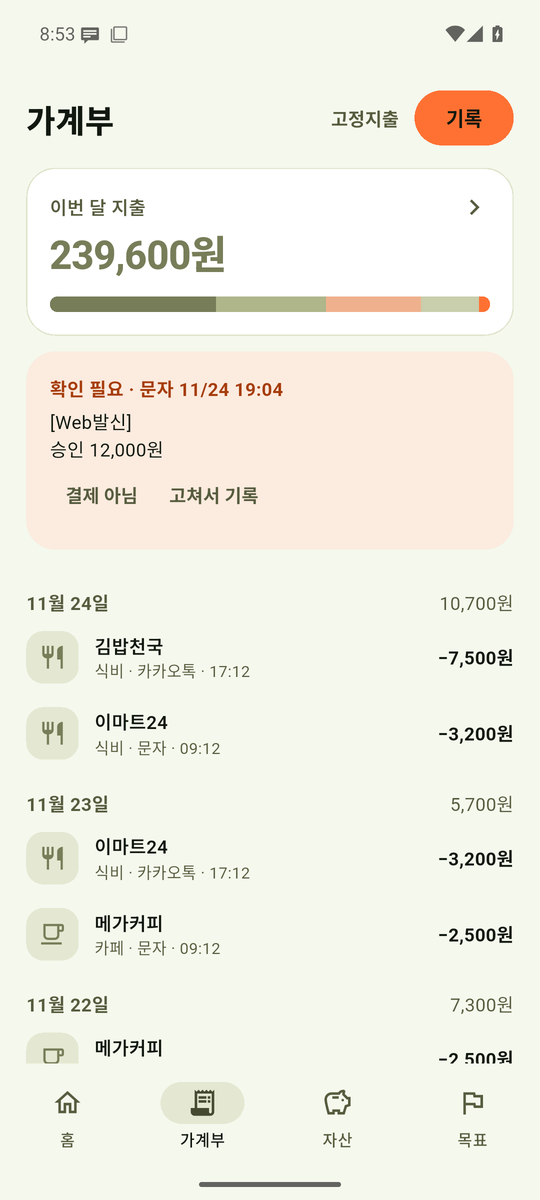 8:53
가계부
고정지출
기록
이번 달 지출
239,600원
확인 필요 · 문자 11/24 19:04
[Web발신]
승인 12,000원
결제 아님 고쳐서 기록
11월 24일 10,700원
김밥천국
식비 · 카카오톡 · 17:12
-7,500원
이마트24
식비 · 문자 · 09:12
-3,200원
11월 23일 5,700원
이마트24
식비 · 카카오톡 · 17:12
-3,200원
메가커피
카페 · 문자 · 09:12
-2,500원
11월 22일 7,300원
메가커피
-2,500원
홈 가계부 자산 목표